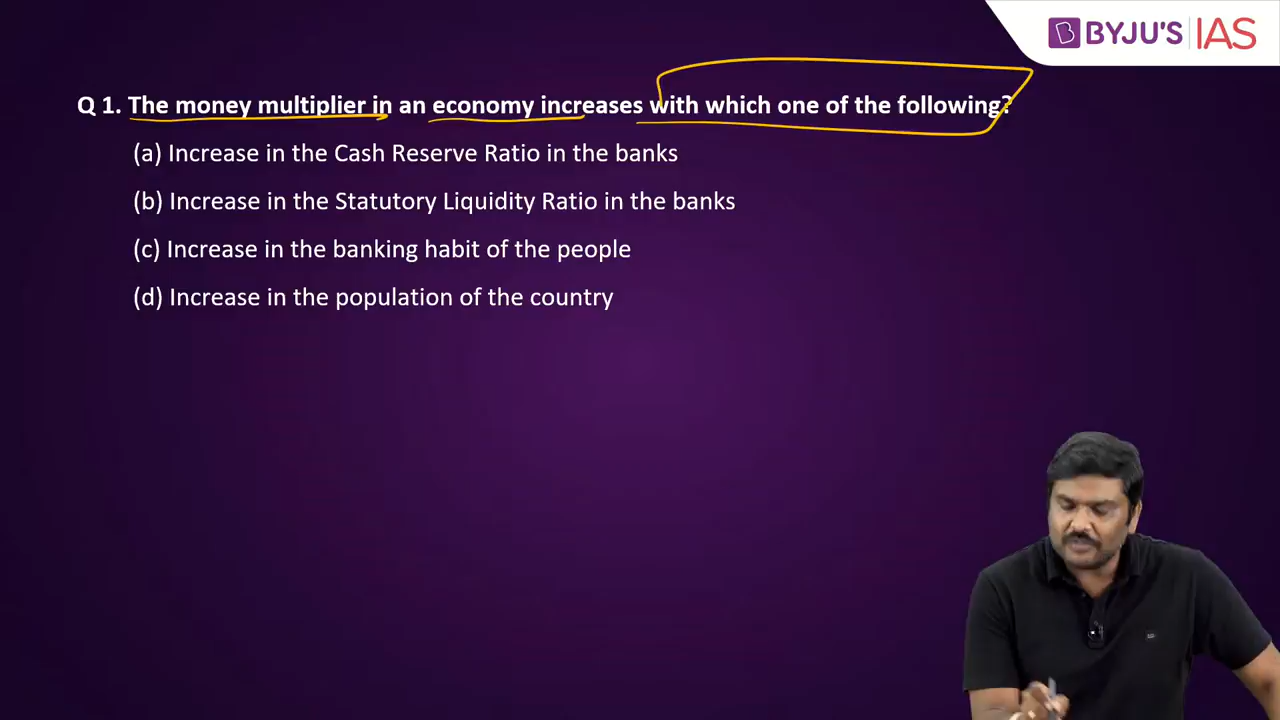 BYJU'S IAS
Q 1. The money multiplier in an economy increases with which one of the following?
(a) Increase in the Cash Reserve Ratio in the banks
(b) Increase in the Statutory Liquidity Ratio in the banks
(c) Increase in the banking habit of the people
(d) Increase in the population of the country